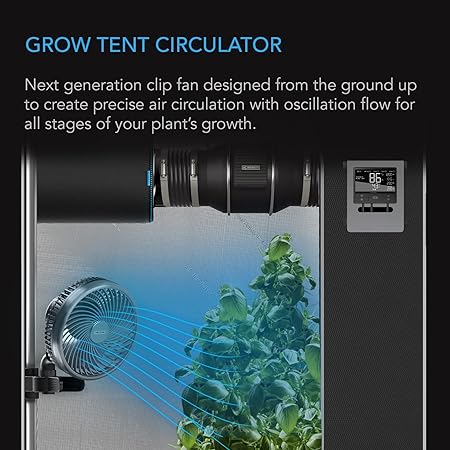 GROW TENT CIRCULATOR
Next generation clip fan designed from the ground up
to create precise air circulation with oscillation flow for
all stages of your plant's growth.
86